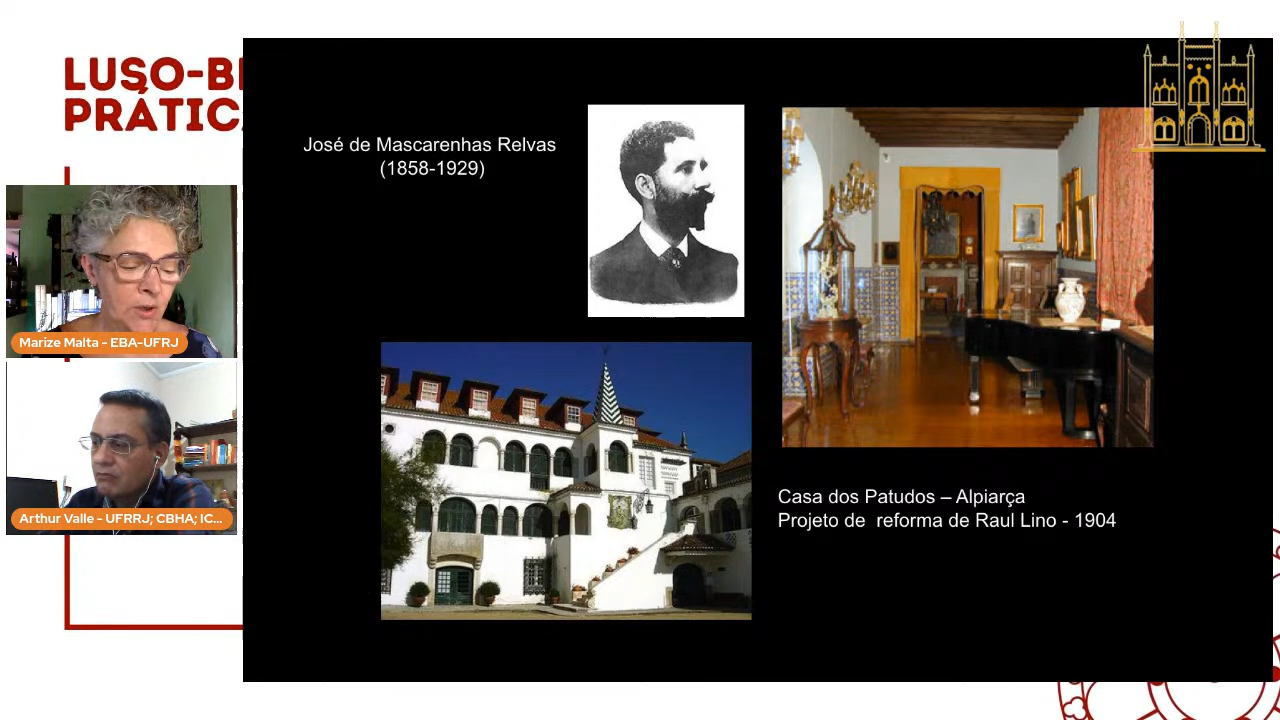 LUSO-B
PRÁTIC
José de Mascarenhas Relvas
(1858-1929)
Marize Malta - EBA-UFRJ
Arthur Valle - UFRRJ; CBHA; IC...
Casa dos Patudos – Alpiarça
Projeto de reforma de Raul Lino - 1904